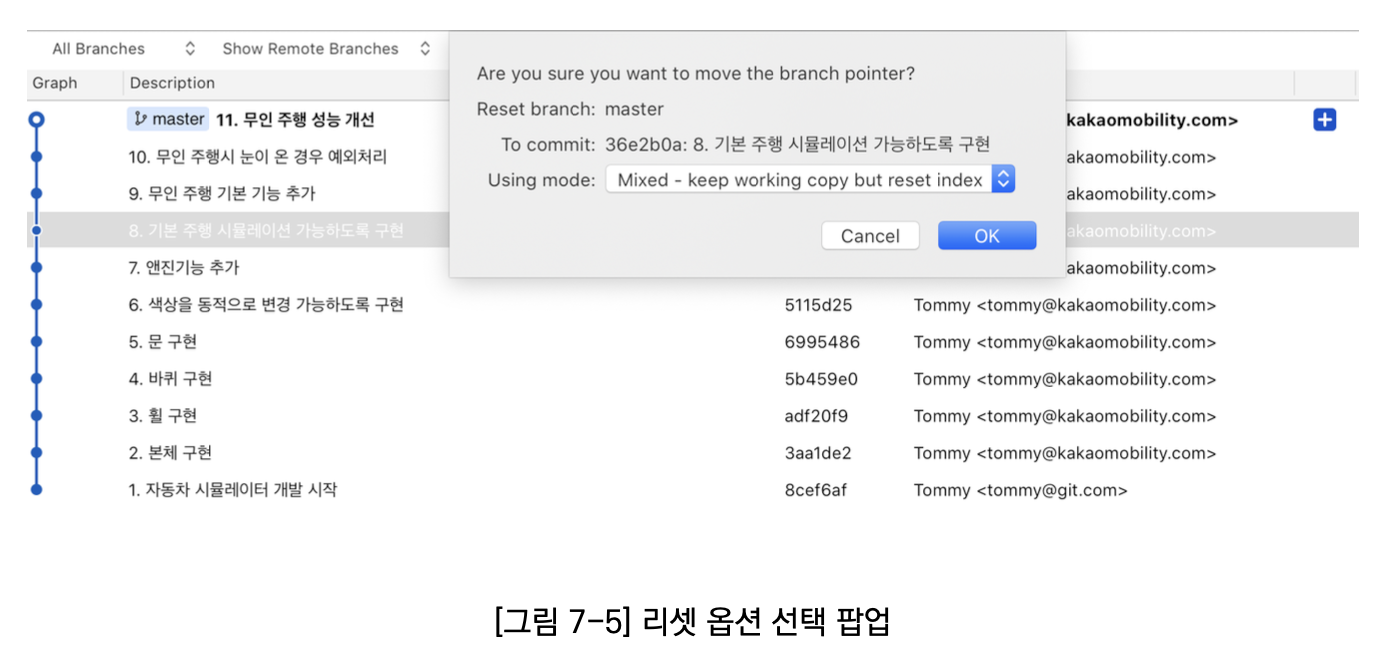 All Branches Show Remote Branches
Graph Description
Are you sure you want to move the branch pointer?
Reset branch: master
To commit: 36e2b0a: 8. 기본 주행 시뮬레이션 가능하도록 구현
Using mode: Mixed - keep working copy but reset index
Cancel OK
master 11. 무인 주행 성능 개선 kakaomobility.com>
10. 무인 주행시 눈이 온 경우 예외처리 akaomobility.com>
9. 무인 주행 기본 기능 추가 akaomobility.com>
8. 기본 주행 시뮬레이션 가능하도록 구현 akaomobility.com>
7. 앤진기능 추가 akaomobility.com>
6. 색상을 동적으로 변경 가능하도록 구현 5115d25 Tommy <tommy@kakaomobility.com>
5. 문 구현 6995486 Tommy <tommy@kakaomobility.com>
4. 바퀴 구현 5b459e0 Tommy <tommy@kakaomobility.com>
3. 휠 구현 adf20f9 Tommy <tommy@kakaomobility.com>
2. 본체 구현 3aa1de2 Tommy <tommy@kakaomobility.com>
1. 자동차 시뮬레이터 개발 시작 8cef6af Tommy <tommy@git.com>
[그림 7-5] 리셋 옵션 선택 팝업